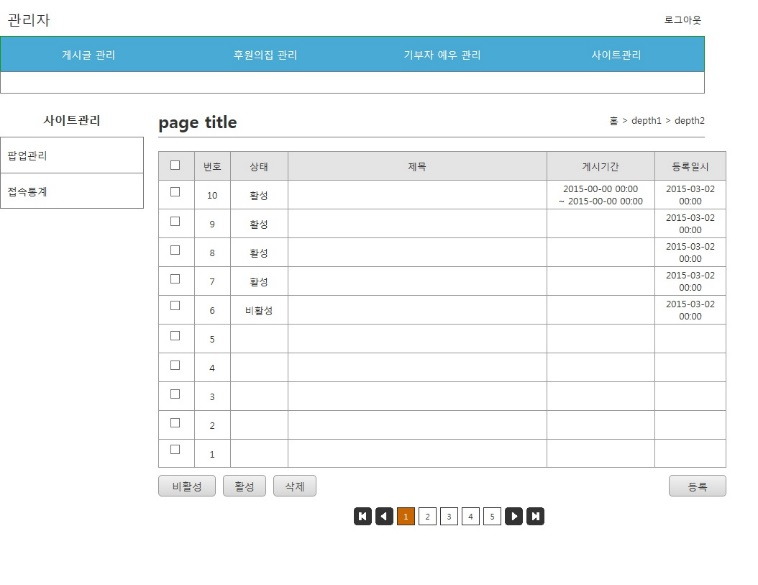 관리자
로그아웃
게시글 관리 후원의집 관리 기부자 예우 관리 사이트관리
사이트관리
page title
홈 > depth1 > depth2
팝업관리
접속통계
번호 상태 제목 게시기간 등록일시
10 활성 2015-00-00 00:00 ~ 2015-00-00 00:00 2015-03-02 00:00
9 활성 2015-03-02 00:00
8 활성 2015-03-02 00:00
7 활성 2015-03-02 00:00
6 비활성 2015-03-02 00:00
5
4
3
2
1
비활성 활성 삭제 등록
1 2 3 4 5